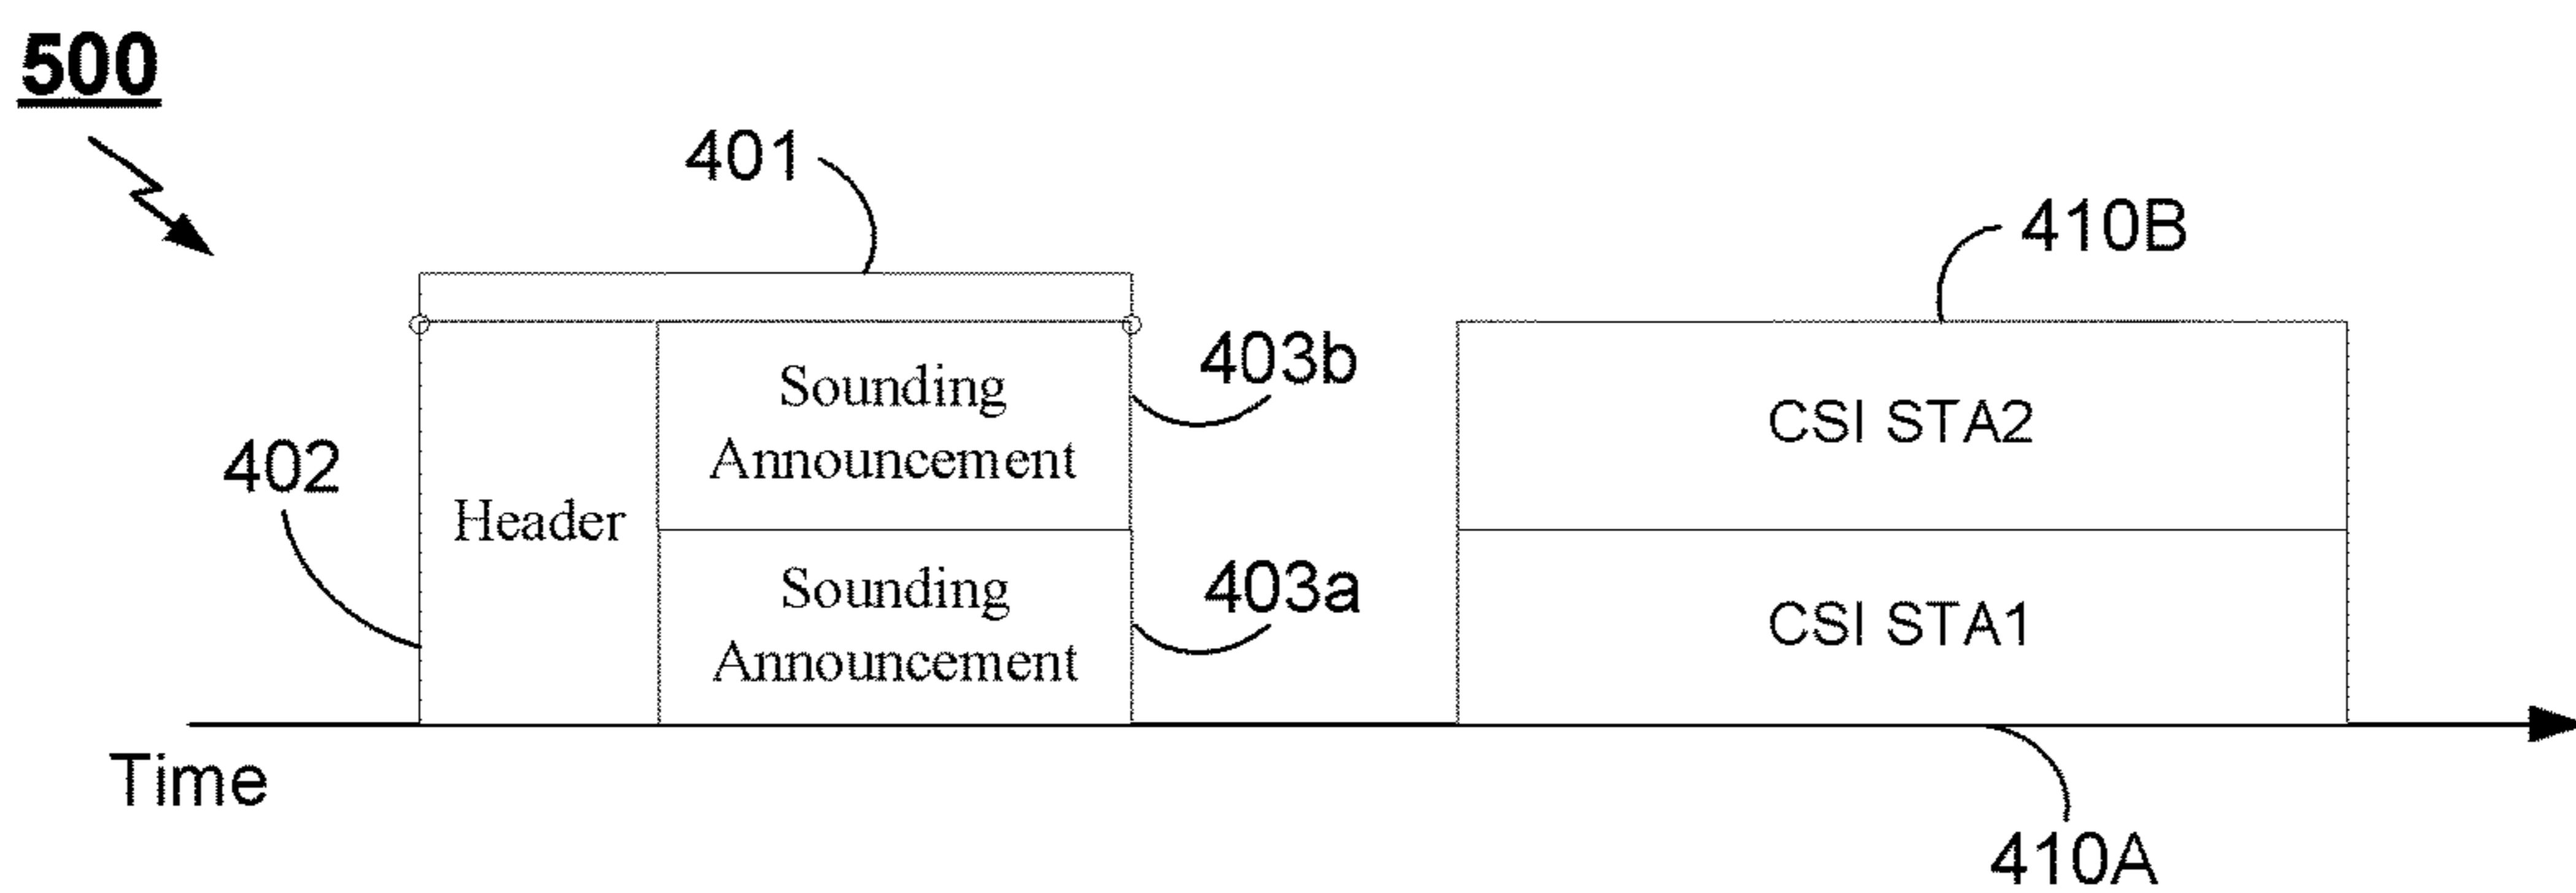 500
401
410B
403b
Sounding
Announcement
CSI STA2
402
Header
403a
Sounding
Announcement
CSI STA1
Time
410A